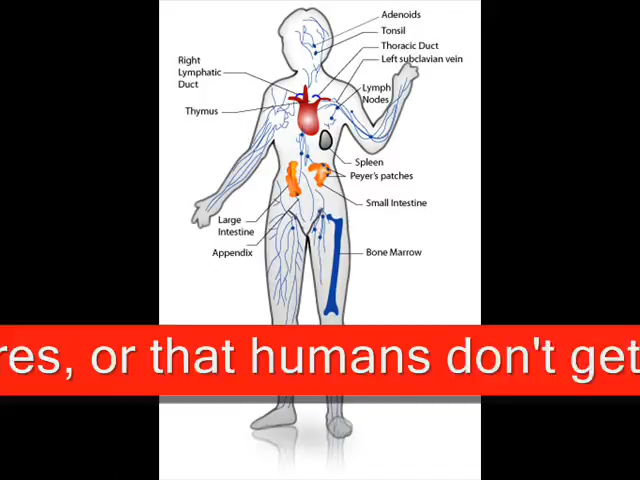 Adenoids
Tonsil
Thoracic Duct
Left subclavian vein
Right
Lymphatic
Duct
Lymph
Nodes
Thymus
Spleen
Peyer's patches
Small Intestine
Large
Intestine
Appendix
Bone Marrow
res, or that humans don't get